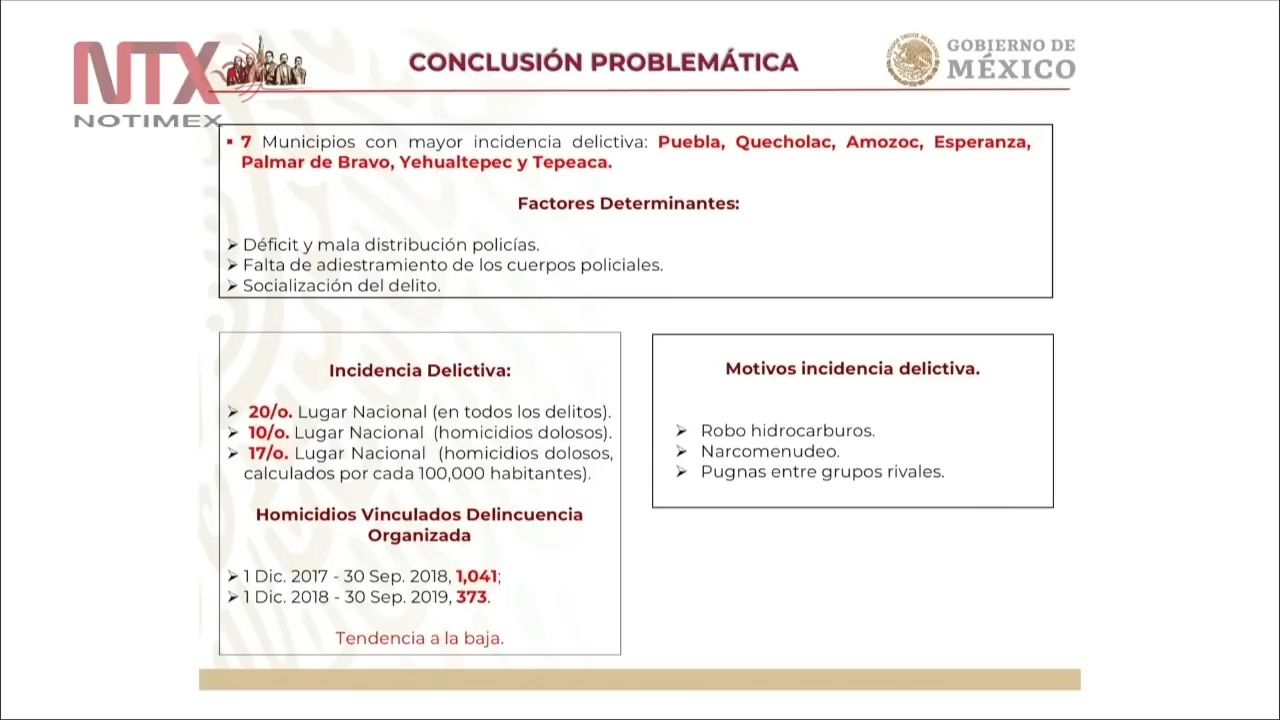 NTX
NOTIMEX
CONCLUSIÓN PROBLEMÁTICA
GOBIERNO DE
MÉXICO
▪ 7 Municipios con mayor incidencia delictiva: Puebla, Quecholac, Amozoc, Esperanza,
Palmar de Bravo, Yehualtepec y Tepeaca.
Factores Determinantes:
➢ Déficit y mala distribución policías.
➢ Falta de adiestramiento de los cuerpos policiales.
➢ Socialización del delito.
Incidencia Delictiva:
➢ 20/o. Lugar Nacional (en todos los delitos).
➢ 10/o. Lugar Nacional (homicidios dolosos).
➢ 17/o. Lugar Nacional (homicidios dolosos,
calculados por cada 100,000 habitantes).
Homicidios Vinculados Delincuencia
Organizada
➢ 1 Dic. 2017 - 30 Sep. 2018, 1,041;
➢ 1 Dic. 2018 - 30 Sep. 2019, 373.
Tendencia a la baja.
Motivos incidencia delictiva.
➢ Robo hidrocarburos.
➢ Narcomenudeo.
➢ Pugnas entre grupos rivales.